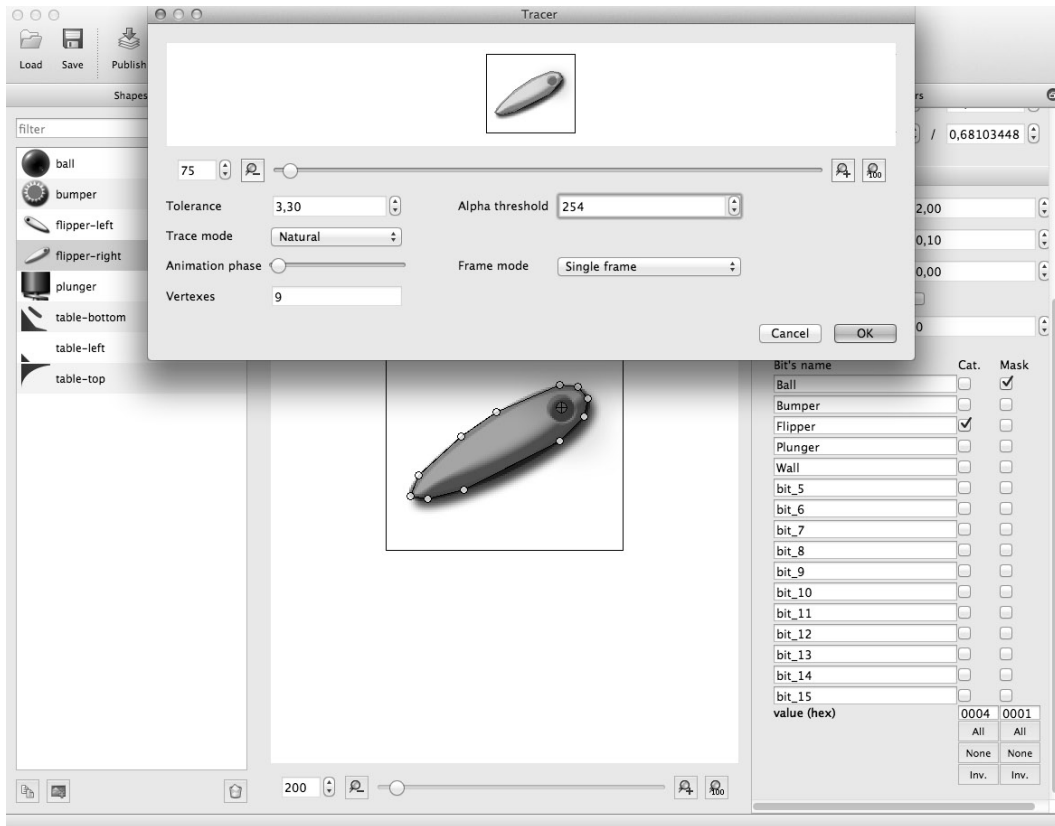 Tracer
Load Save Publish
Shapes
rs
filter
/ 0,68103448
ball
bumper
flipper-left
flipper-right
plunger
table-bottom
table-left
table-top
75
100
Tolerance 3,30 Alpha threshold 254
Trace mode Natural
Animation phase Frame mode Single frame
Vertexes 9
Cancel OK
2,00
0,10
0,00
0
Bit's name Cat. Mask
Ball
Bumper
Flipper
Plunger
Wall
bit_5
bit_6
bit_7
bit_8
bit_9
bit_10
bit_11
bit_12
bit_13
bit_14
bit_15
value (hex) 0004 0001
All All
None None
Inv. Inv.
200
100